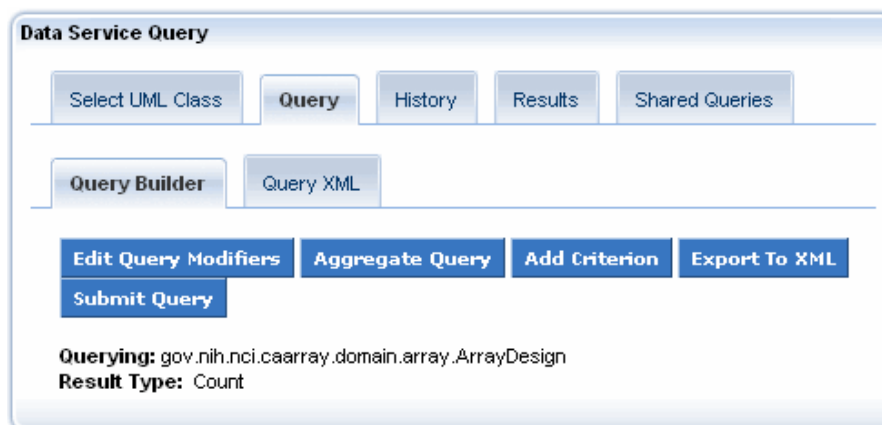 Data Service Query
Select UML Class Query History Results Shared Queries
Query Builder Query XML
Edit Query Modifiers Aggregate Query Add Criterion Export To XML
Submit Query
Querying: gov.nih.nci.caarray.domain.array.ArrayDesign
Result Type: Count